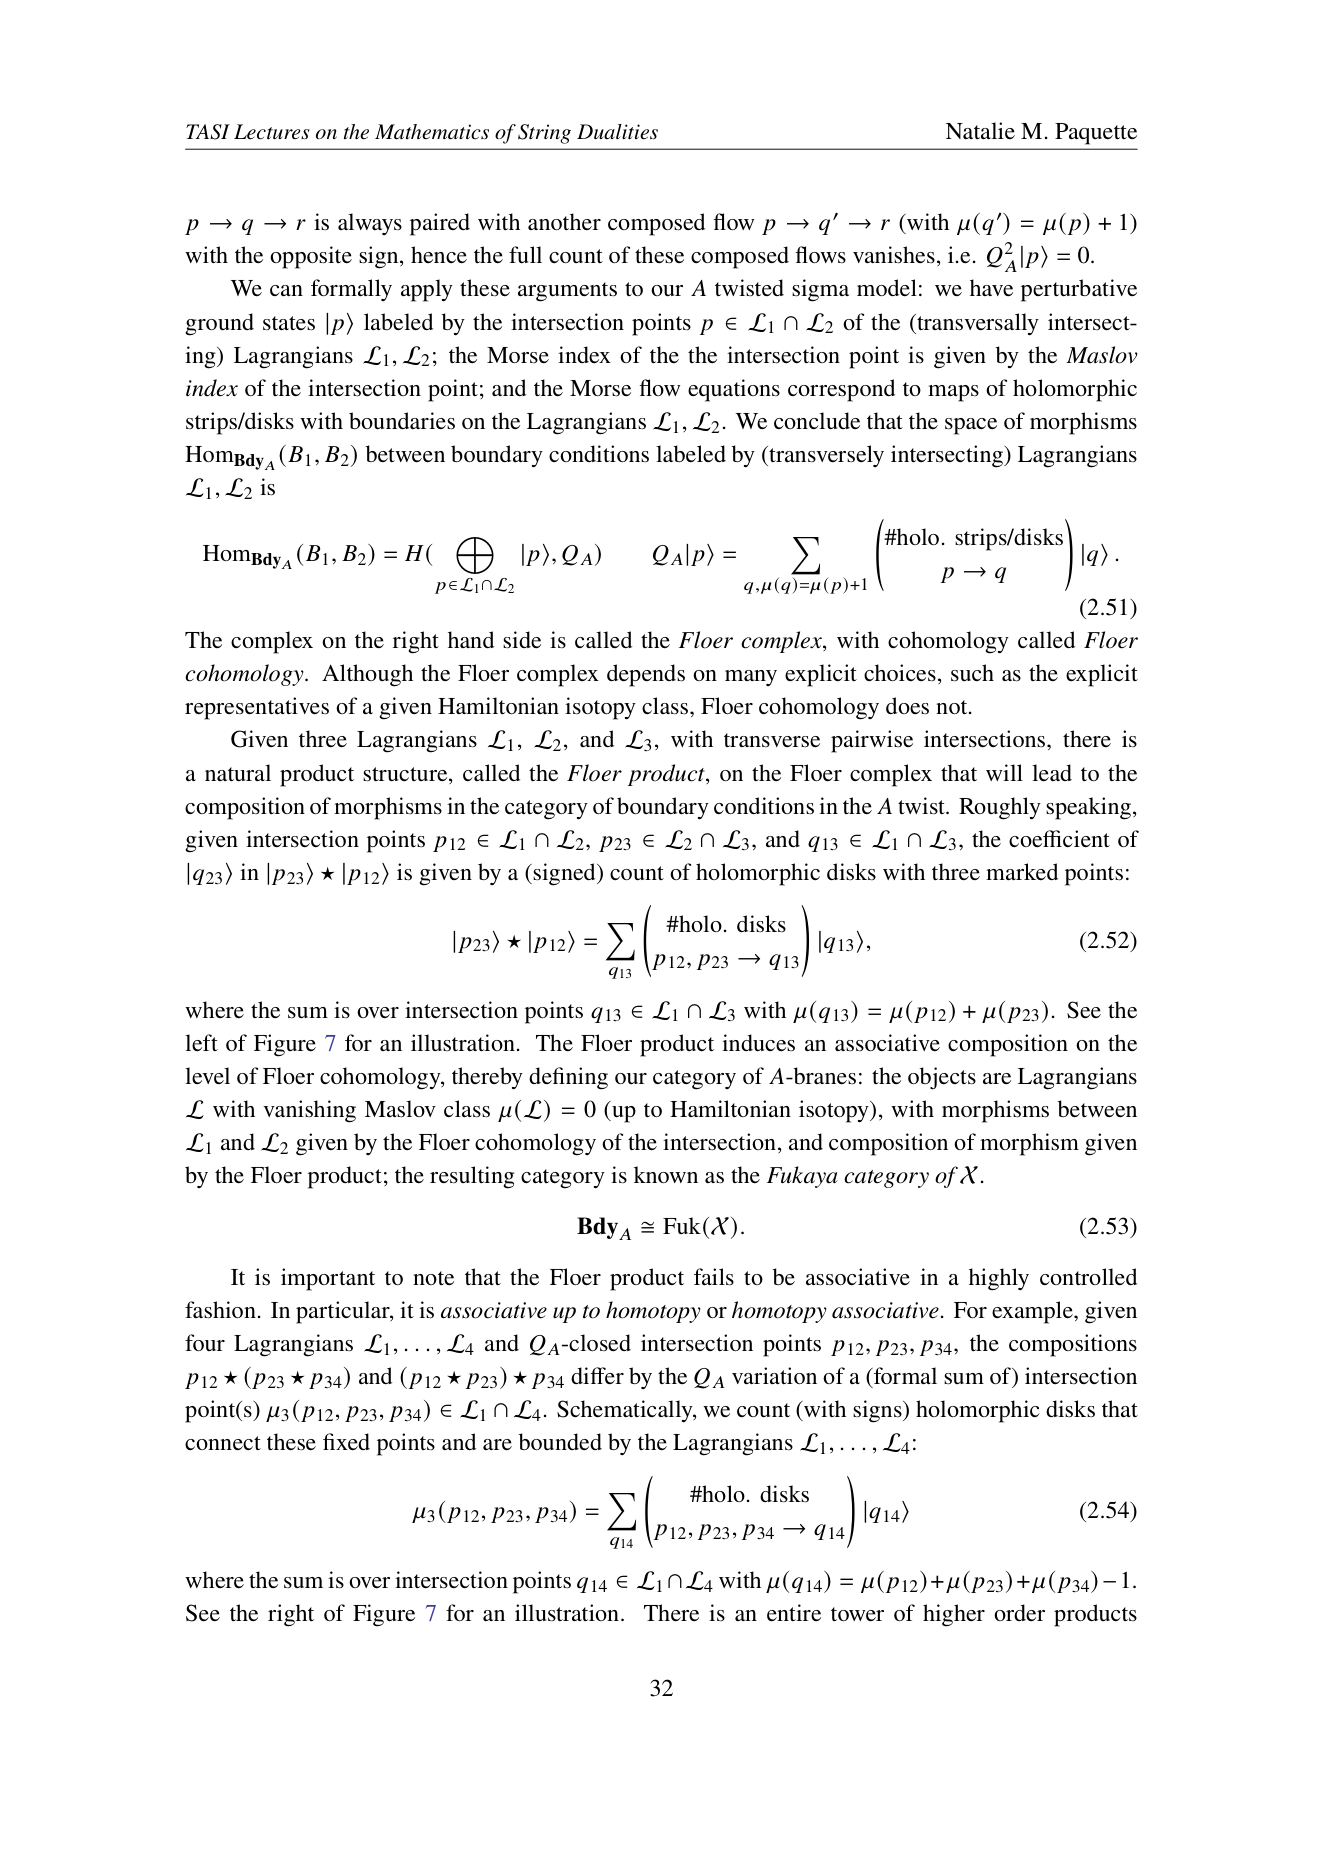 TASI Lectures on the Mathematics of String Dualities Natalie M. Paquette
p → q → r is always paired with another composed flow p → q′ → r (with μ(q′) = μ(p) + 1)
with the opposite sign, hence the full count of these composed flows vanishes, i.e. Q_A^2|p⟩ = 0.
We can formally apply these arguments to our A twisted sigma model: we have perturbative
ground states |p⟩ labeled by the intersection points p ∈ ℒ₁ ∩ ℒ₂ of the (transversally intersect-
ing) Lagrangians ℒ₁, ℒ₂; the Morse index of the the intersection point is given by the Maslov
index of the intersection point; and the Morse flow equations correspond to maps of holomorphic
strips/disks with boundaries on the Lagrangians ℒ₁, ℒ₂. We conclude that the space of morphisms
Hom_{Bdy_A}(B₁, B₂) between boundary conditions labeled by (transversely intersecting) Lagrangians
ℒ₁, ℒ₂ is
Hom_{Bdy_A}(B₁, B₂) = H( ⊕_{p∈ℒ₁∩ℒ₂} |p⟩, Q_A) Q_A|p⟩ = ∑_{q,μ(q)=μ(p)+1} (#holo. strips/disks p → q) |q⟩ .
(2.51)
The complex on the right hand side is called the Floer complex, with cohomology called Floer
cohomology. Although the Floer complex depends on many explicit choices, such as the explicit
representatives of a given Hamiltonian isotopy class, Floer cohomology does not.
Given three Lagrangians ℒ₁, ℒ₂, and ℒ₃, with transverse pairwise intersections, there is
a natural product structure, called the Floer product, on the Floer complex that will lead to the
composition of morphisms in the category of boundary conditions in the A twist. Roughly speaking,
given intersection points p₁₂ ∈ ℒ₁ ∩ ℒ₂, p₂₃ ∈ ℒ₂ ∩ ℒ₃, and q₁₃ ∈ ℒ₁ ∩ ℒ₃, the coefficient of
|q₂₃⟩ in |p₂₃⟩ ⋆ |p₁₂⟩ is given by a (signed) count of holomorphic disks with three marked points:
|p₂₃⟩ ⋆ |p₁₂⟩ = ∑_{q₁₃} (#holo. disks p₁₂, p₂₃ → q₁₃) |q₁₃⟩, (2.52)
where the sum is over intersection points q₁₃ ∈ ℒ₁ ∩ ℒ₃ with μ(q₁₃) = μ(p₁₂) + μ(p₂₃). See the
left of Figure 7 for an illustration. The Floer product induces an associative composition on the
level of Floer cohomology, thereby defining our category of A-branes: the objects are Lagrangians
ℒ with vanishing Maslov class μ(ℒ) = 0 (up to Hamiltonian isotopy), with morphisms between
ℒ₁ and ℒ₂ given by the Floer cohomology of the intersection, and composition of morphism given
by the Floer product; the resulting category is known as the Fukaya category of 𝒳.
Bdy_A ≅ Fuk(𝒳). (2.53)
It is important to note that the Floer product fails to be associative in a highly controlled
fashion. In particular, it is associative up to homotopy or homotopy associative. For example, given
four Lagrangians ℒ₁, . . . , ℒ₄ and Q_A-closed intersection points p₁₂, p₂₃, p₃₄, the compositions
p₁₂ ⋆ (p₂₃ ⋆ p₃₄) and (p₁₂ ⋆ p₂₃) ⋆ p₃₄ differ by the Q_A variation of a (formal sum of) intersection
point(s) μ₃(p₁₂, p₂₃, p₃₄) ∈ ℒ₁ ∩ ℒ₄. Schematically, we count (with signs) holomorphic disks that
connect these fixed points and are bounded by the Lagrangians ℒ₁, . . . , ℒ₄:
μ₃(p₁₂, p₂₃, p₃₄) = ∑_{q₁₄} (#holo. disks p₁₂, p₂₃, p₃₄ → q₁₄) |q₁₄⟩ (2.54)
where the sum is over intersection points q₁₄ ∈ ℒ₁∩ℒ₄ with μ(q₁₄) = μ(p₁₂)+μ(p₂₃)+μ(p₃₄)−1.
See the right of Figure 7 for an illustration. There is an entire tower of higher order products
32